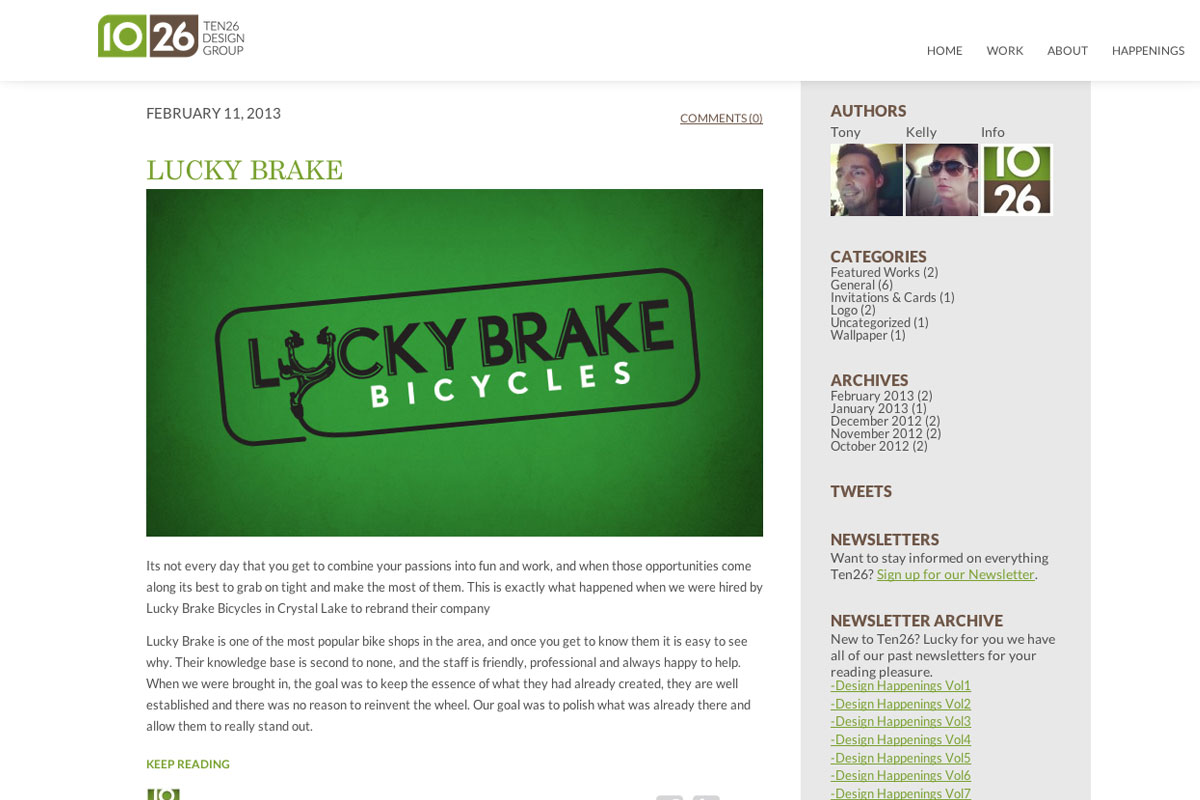 10 26 TEN26
DESIGN
GROUP
HOME WORK ABOUT HAPPENINGS
FEBRUARY 11, 2013
COMMENTS (0)
LUCKY BRAKE
LUCKY BRAKE
BICYCLES
Its not every day that you get to combine your passions into fun and work, and when those opportunities come
along its best to grab on tight and make the most of them. This is exactly what happened when we were hired by
Lucky Brake Bicycles in Crystal Lake to rebrand their company
Lucky Brake is one of the most popular bike shops in the area, and once you get to know them it is easy to see
why. Their knowledge base is second to none, and the staff is friendly, professional and always happy to help.
When we were brought in, the goal was to keep the essence of what they had already created, they are well
established and there was no reason to reinvent the wheel. Our goal was to polish what was already there and
allow them to really stand out.
KEEP READING
10
AUTHORS
Tony Kelly Info
10
26
CATEGORIES
Featured Works (2)
General (6)
Invitations & Cards (1)
Logo (2)
Uncategorized (1)
Wallpaper (1)
ARCHIVES
February 2013 (2)
January 2013 (1)
December 2012 (2)
November 2012 (2)
October 2012 (2)
TWEETS
NEWSLETTERS
Want to stay informed on everything
Ten26? Sign up for our Newsletter.
NEWSLETTER ARCHIVE
New to Ten26? Lucky for you we have
all of our past newsletters for your
reading pleasure.
-Design Happenings Vol1
-Design Happenings Vol2
-Design Happenings Vol3
-Design Happenings Vol4
-Design Happenings Vol5
-Design Happenings Vol6
-Design Happenings Vol7